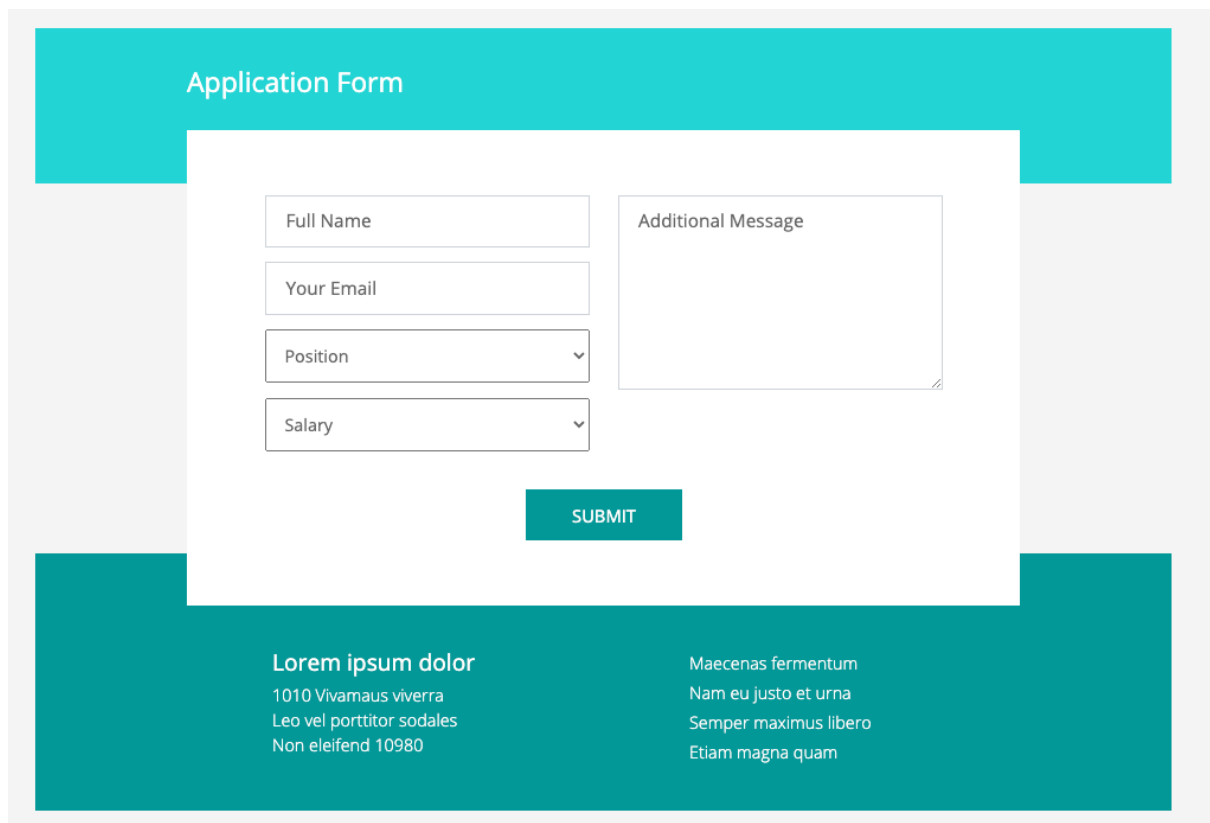 Application Form
Full Name
Your Email
Position
Salary
Additional Message
SUBMIT
Lorem ipsum dolor
1010 Vivamaus viverra
Leo vel porttitor sodales
Non eleifend 10980
Maecenas fermentum
Nam eu justo et urna
Semper maximus libero
Etiam magna quam